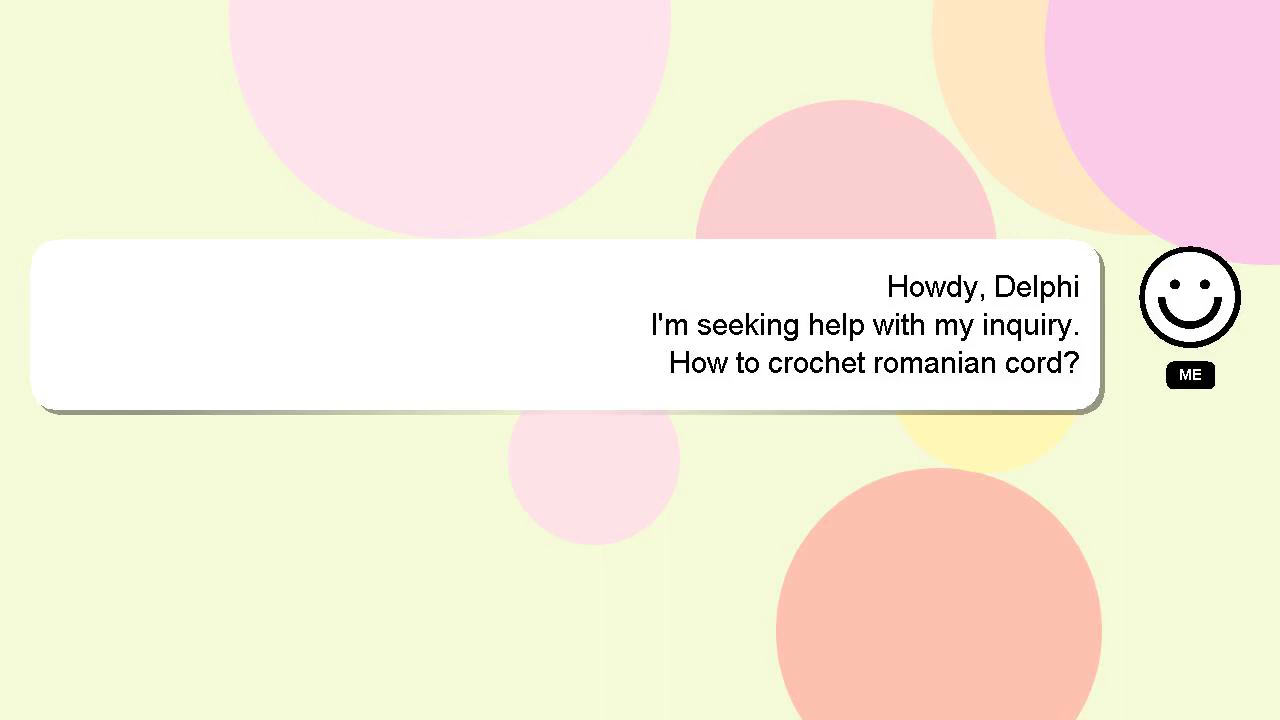 Howdy, Delphi
I'm seeking help with my inquiry.
How to crochet romanian cord?
ME